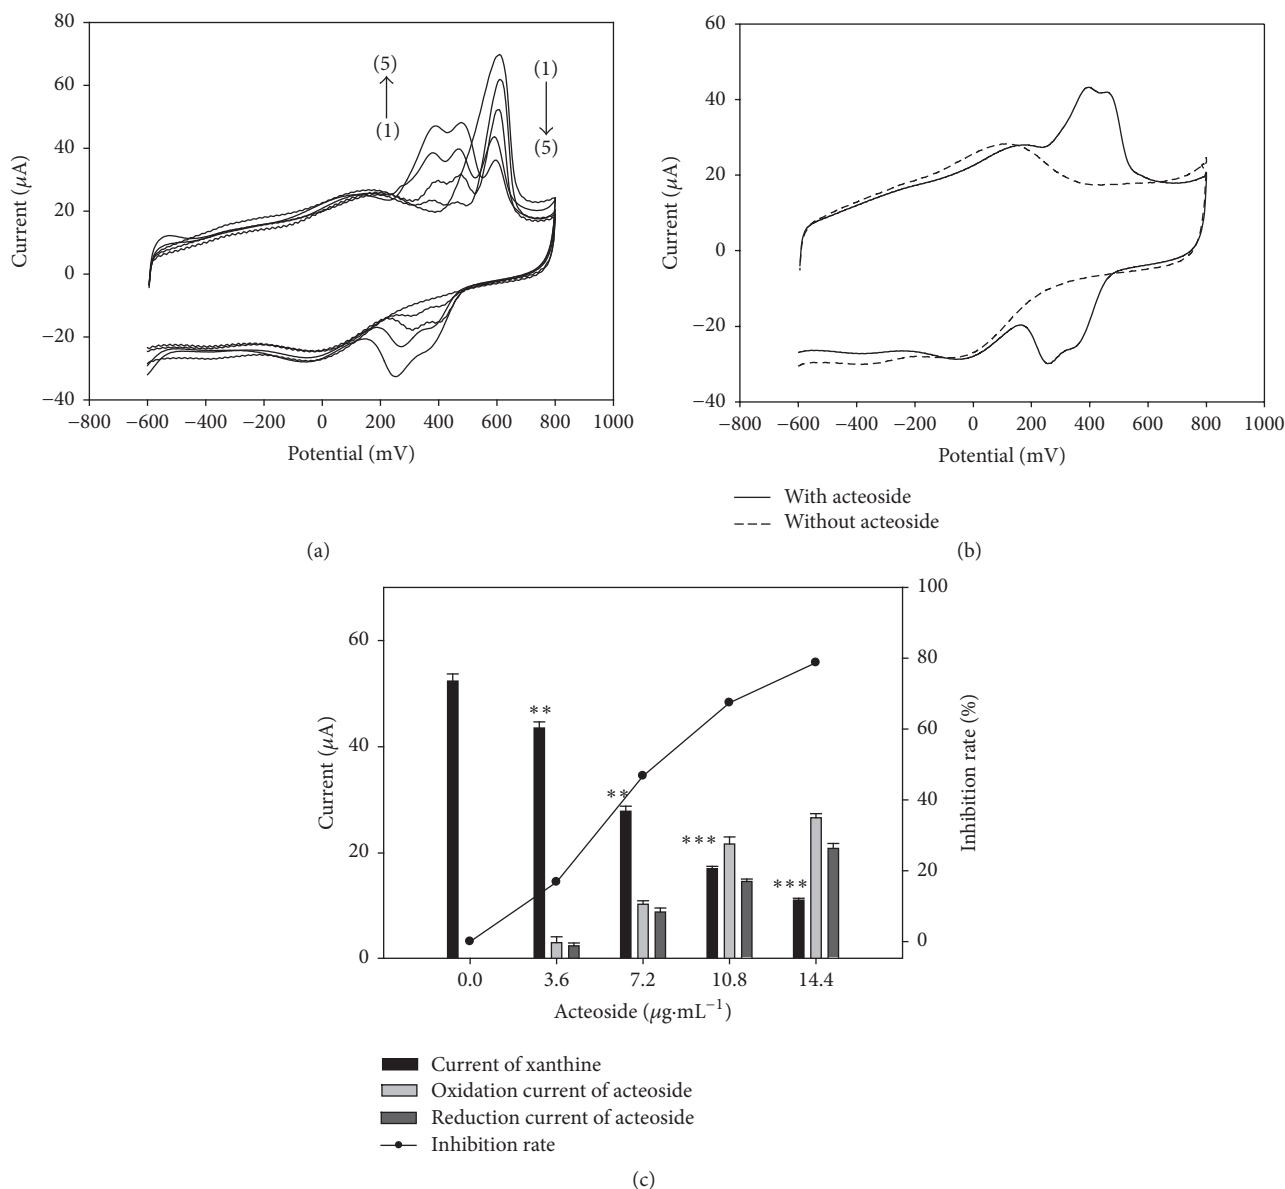 80
60
40
20
0
−20
−40
Current (μA)
(5)
(1)
(1)
(5)
−800 −600 −400 −200 0 200 400 600 800 1000
Potential (mV)
(a)
60
40
20
0
−20
−40
Current (μA)
−800 −600 −400 −200 0 200 400 600 800 1000
Potential (mV)
With acteoside
Without acteoside
(b)
60
40
20
0
Current (μA)
100
80
60
40
20
0
Inhibition rate (%)
**
**
***
***
0.0 3.6 7.2 10.8 14.4
Acteoside (μg·mL⁻¹)
Current of xanthine
Oxidation current of acteoside
Reduction current of acteoside
Inhibition rate
(c)